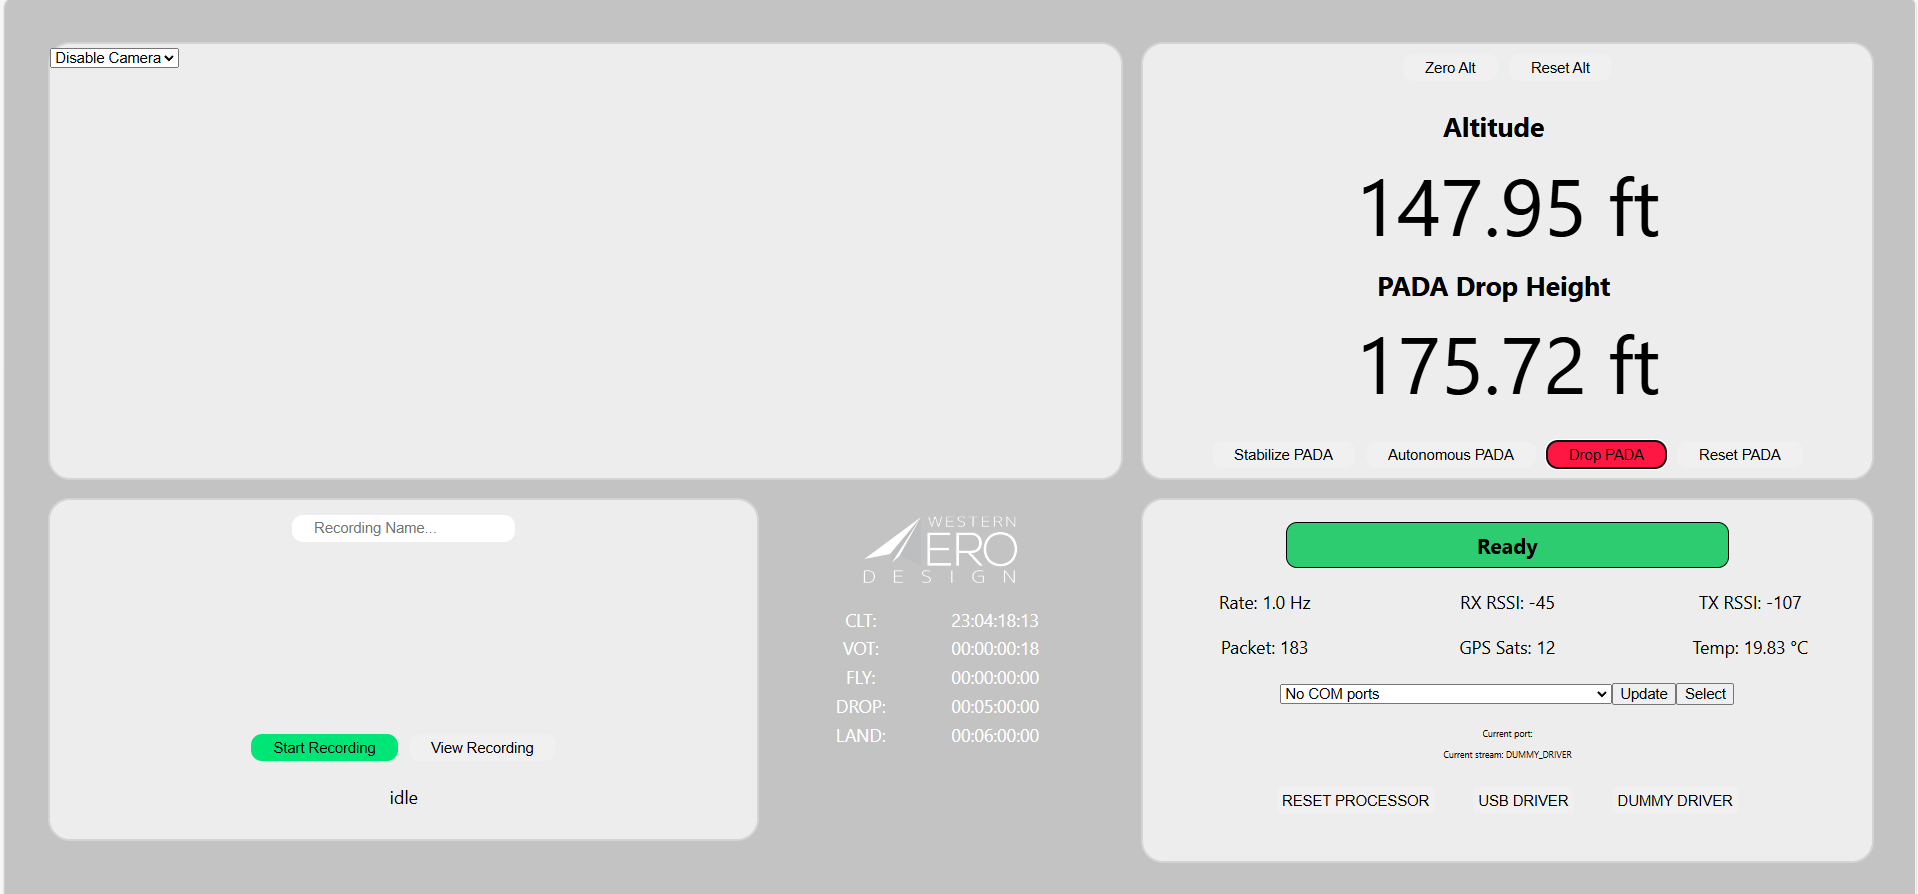 Disable Camera
Zero Alt Reset Alt
Altitude
147.95 ft
PADA Drop Height
175.72 ft
Stabilize PADA Autonomous PADA Drop PADA Reset PADA
Recording Name...
Start Recording View Recording
idle
WESTERN
ERO
DESIGN
CLT: 23:04:18:13
VOT: 00:00:00:18
FLY: 00:00:00:00
DROP: 00:05:00:00
LAND: 00:06:00:00
Ready
Rate: 1.0 Hz RX RSSI: -45 TX RSSI: -107
Packet: 183 GPS Sats: 12 Temp: 19.83 °C
No COM ports Update Select
Current port:
Current stream: DUMMY_DRIVER
RESET PROCESSOR USB DRIVER DUMMY DRIVER